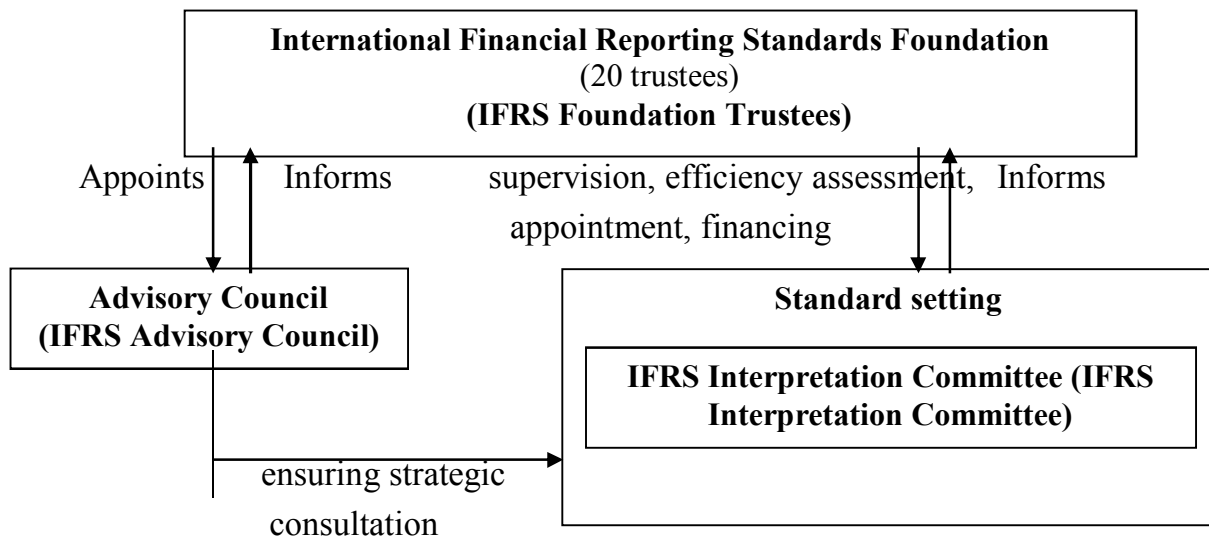 International Financial Reporting Standards Foundation
(20 trustees)
(IFRS Foundation Trustees)
Appoints
Informs
supervision, efficiency assessment,
appointment, financing
Informs
Advisory Council
(IFRS Advisory Council)
Standard setting
IFRS Interpretation Committee (IFRS
Interpretation Committee)
ensuring strategic
consultation